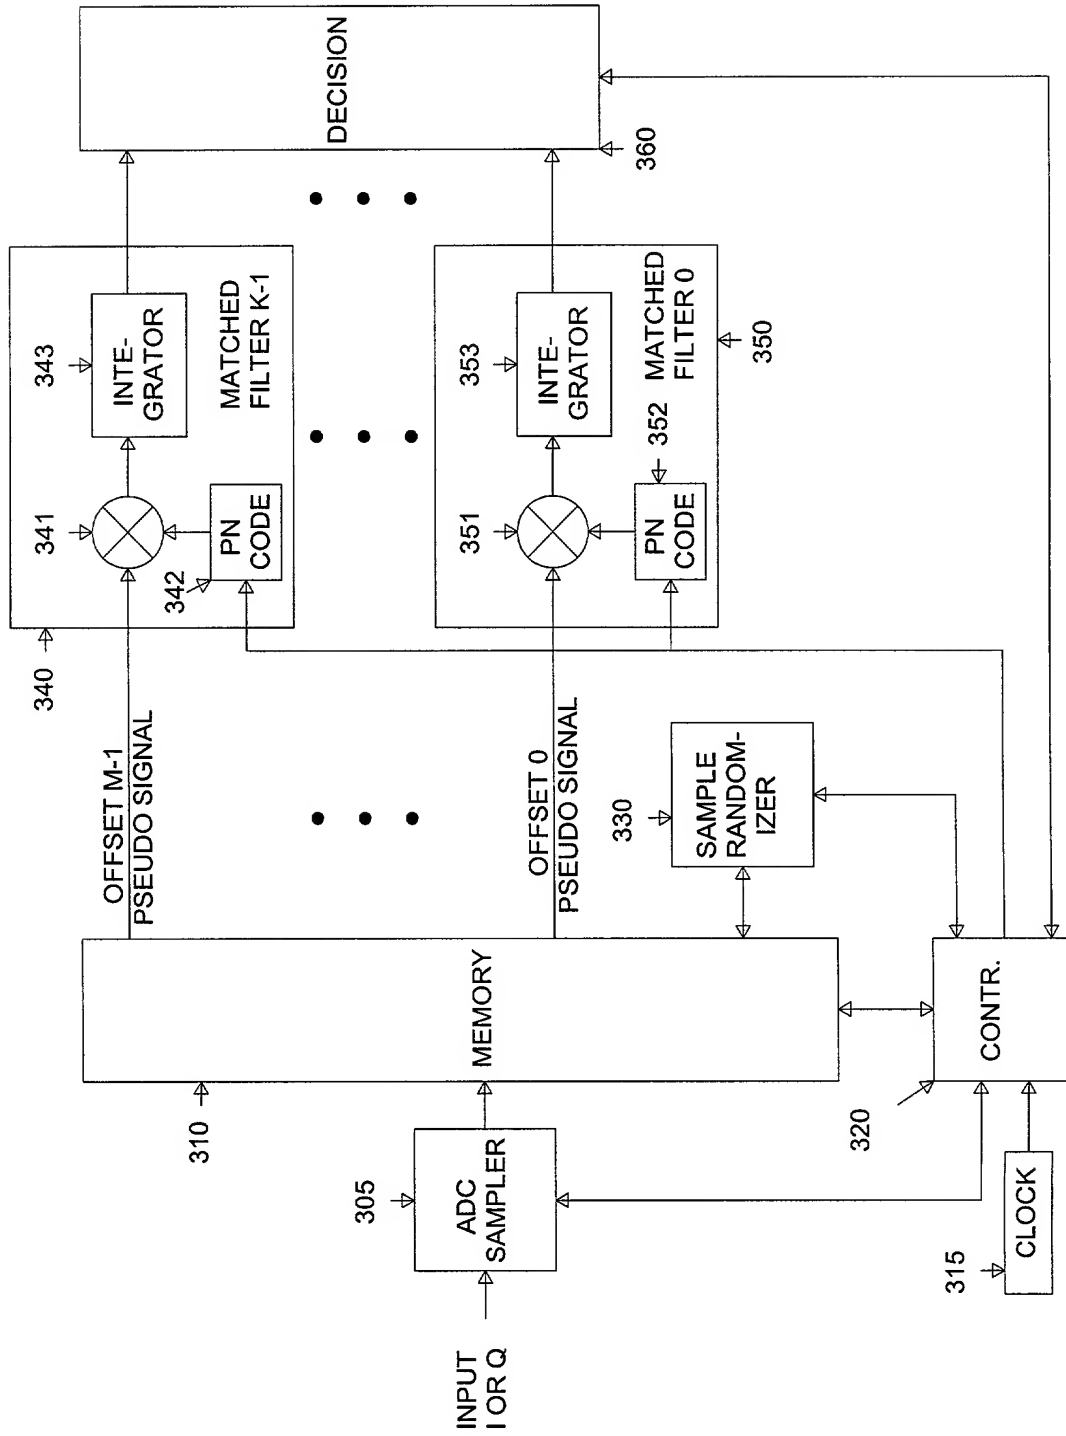 INPUT
I OR Q
305
ADC
SAMPLER
310
MEMORY
315
CLOCK
320
CONTR.
330
SAMPLE
RANDOM-
IZER
OFFSET M-1
PSEUDO SIGNAL
OFFSET 0
PSEUDO SIGNAL
340
341
342
PN
CODE
343
INTE-
GRATOR
MATCHED
FILTER K-1
351
352
PN
CODE
353
INTE-
GRATOR
MATCHED
FILTER 0
350
DECISION
360